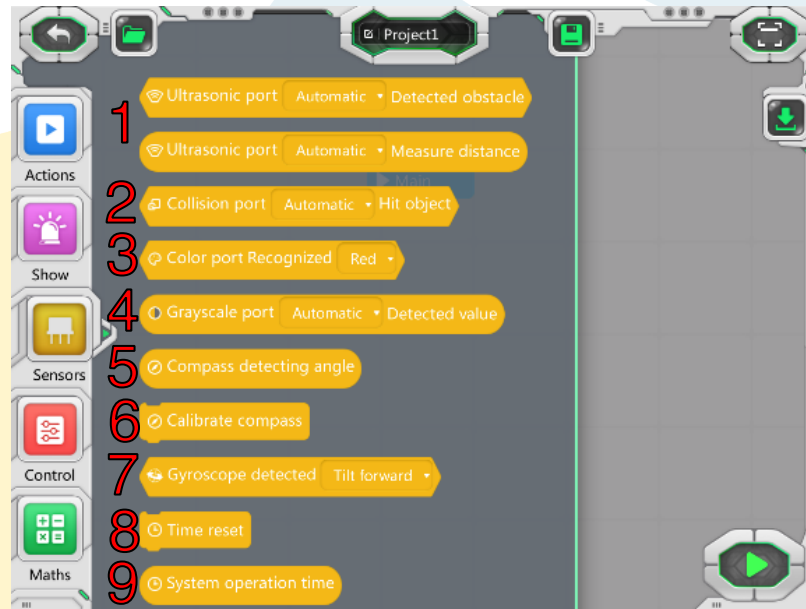 Project1
1
Ultrasonic port Automatic Detected obstacle
Ultrasonic port Automatic Measure distance
Main
2 Collision port Automatic Hit object
3 Color port Recognized Red
4 Grayscale port Automatic Detected value
5 Compass detecting angle
6 Calibrate compass
7 Gyroscope detected Tilt forward
8 Time reset
9 System operation time
Actions
Show
Sensors
Control
Maths